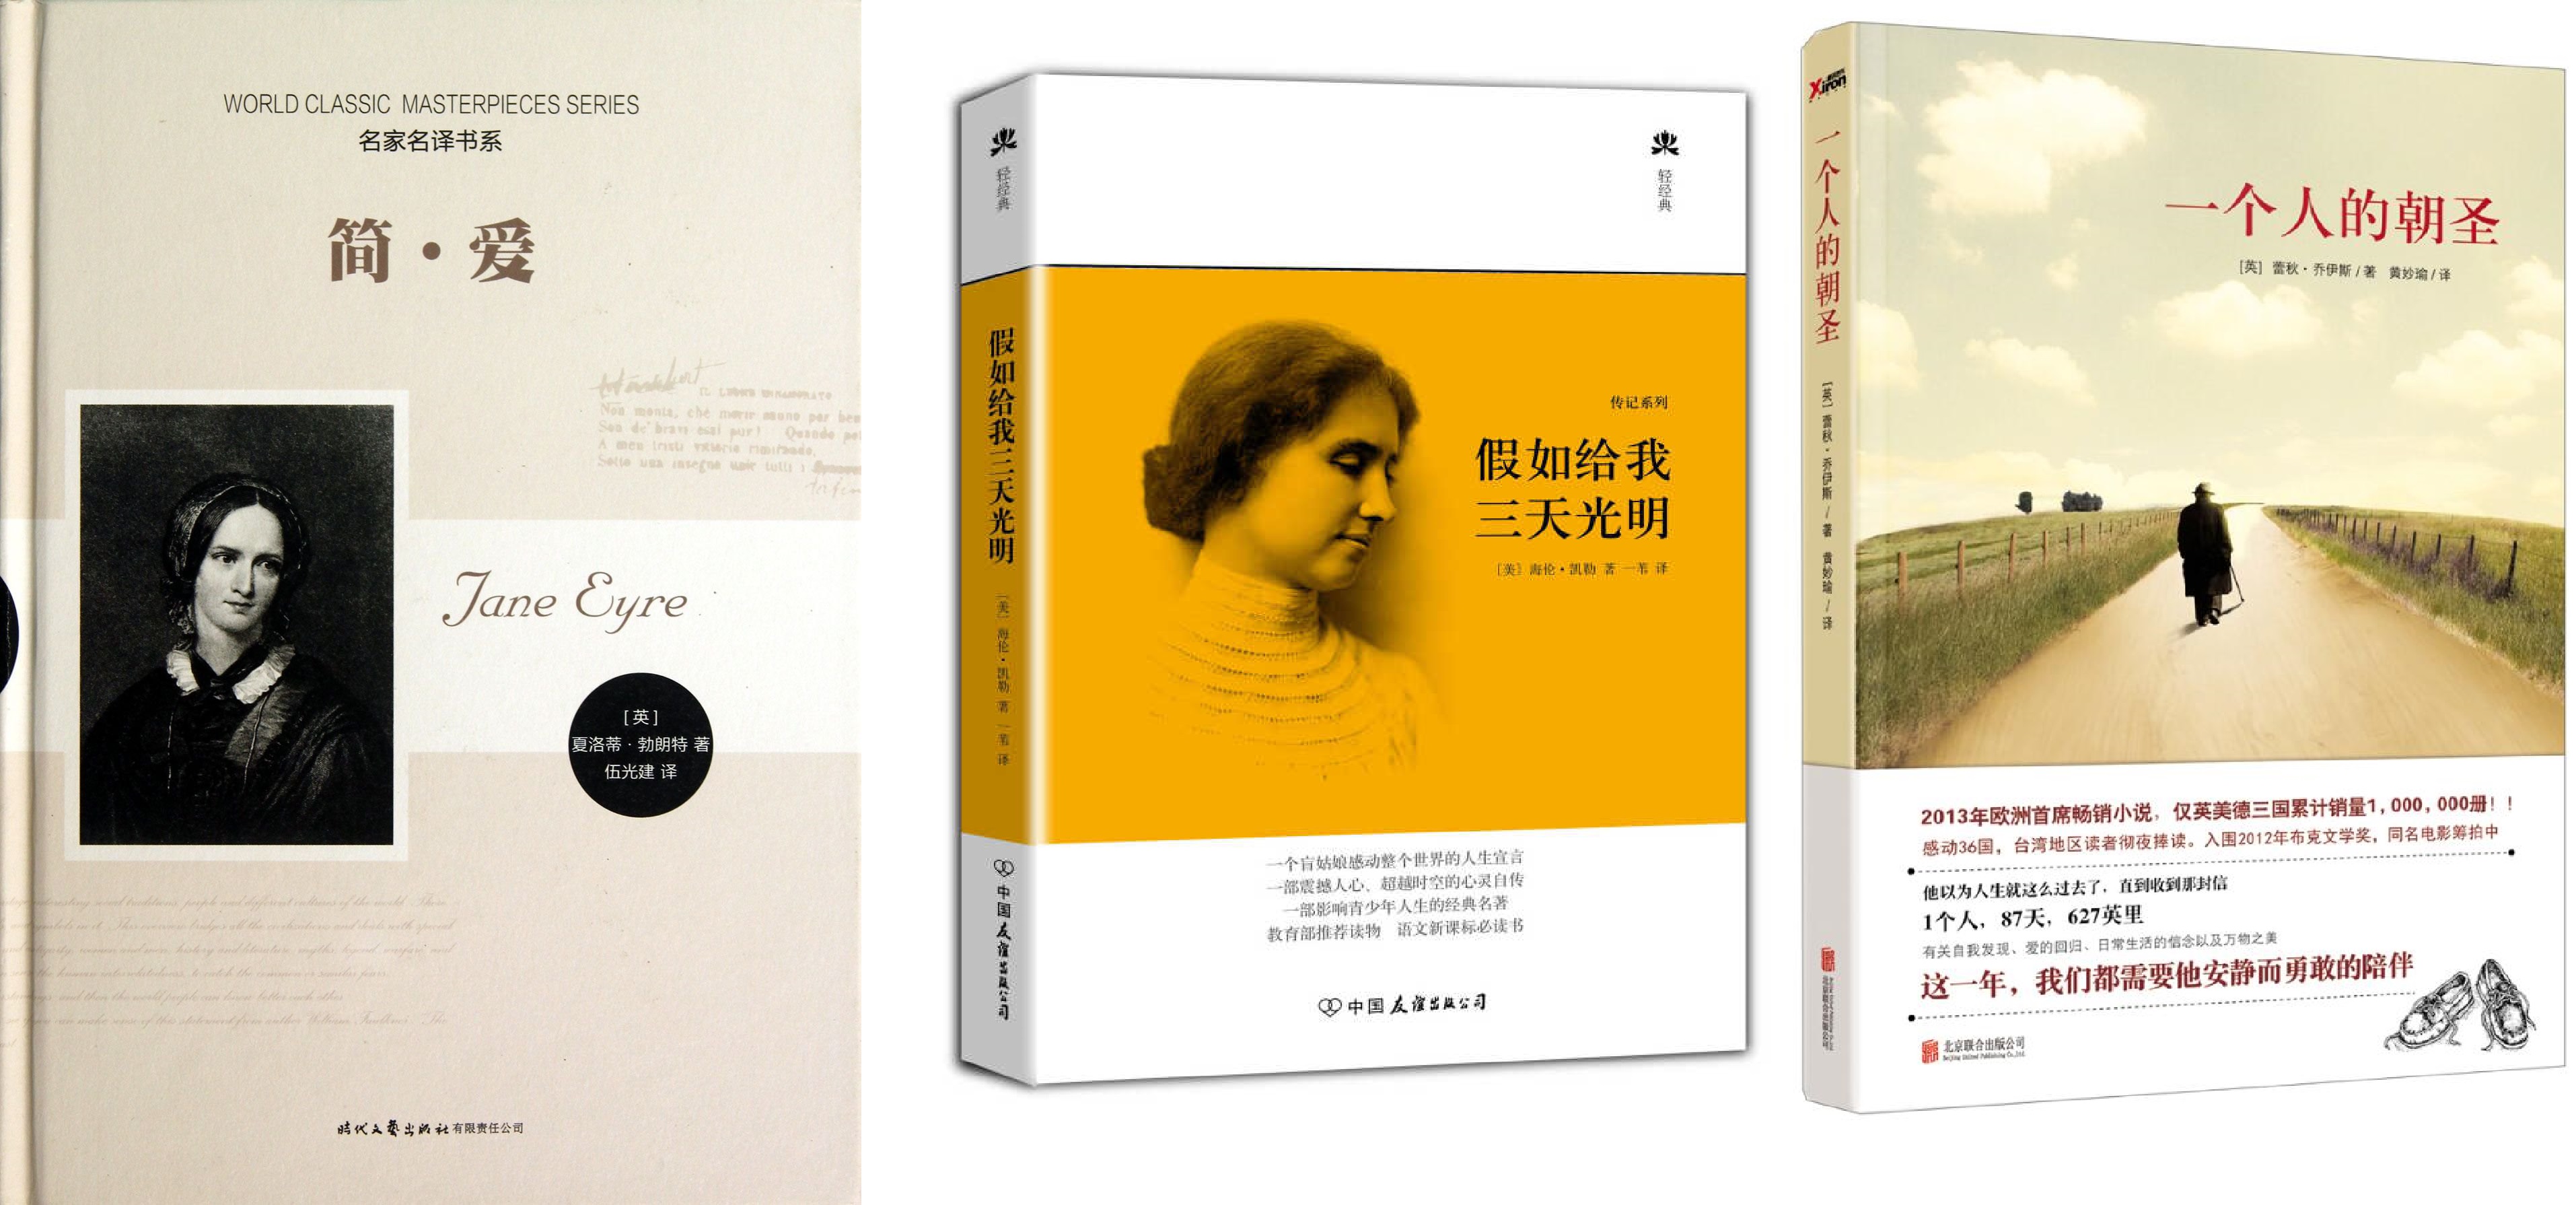 WORLD CLASSIC MASTERPIECES SERIES
名家名译书系
简·爱
Jane Eyre
[英]
夏洛蒂·勃朗特 著
伍光建 译
时代文艺出版社有限责任公司
轻经典
假如给我三天光明
[美] 海伦·凯勒 著 一苇 译
中国友谊出版公司
轻经典
传记系列
假如给我
三天光明
[美] 海伦·凯勒 著 一苇 译
一个盲姑娘感动整个世界的人生宣言
一部震撼人心、超越时空的心灵自传
一部影响青少年人生的经典名著
教育部推荐读物 语文新课标必读书
中国友谊出版公司
Xiron
一个人的朝圣
[英] 蕾秋·乔伊斯/著 黄妙瑜/译
一个人的朝圣
[英] 蕾秋·乔伊斯/著 黄妙瑜/译
2013年欧洲首席畅销小说，仅英美德三国累计销量1,000,000册！！
感动36国，台湾地区读者彻夜捧读。入围2012年布克文学奖，同名电影筹拍中
他以为人生就这么过去了，直到收到那封信
1个人，87天，627英里
有关自我发现、爱的回归、日常生活的信念以及万物之美
这一年，我们都需要他安静而勇敢的陪伴
北京联合出版公司
Beijing United Publishing Co.,Ltd.